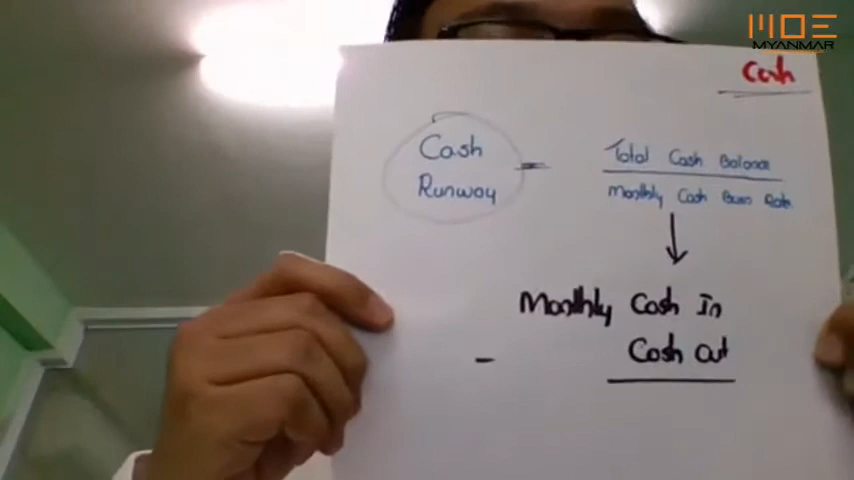 MOE
MYANMAR
Cash
Cash
Runway
=
Total Cash Balance
Monthly Cash Burn Rate
Monthly Cash In
- Cash Out